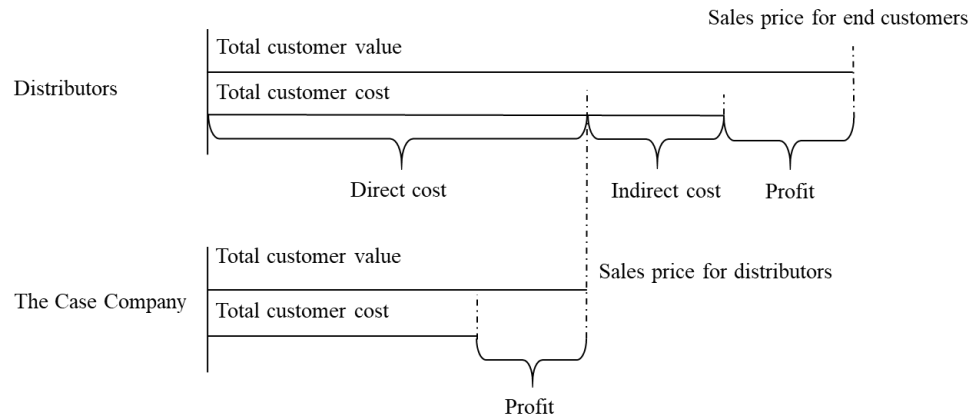 Sales price for end customers
Total customer value
Distributors
Total customer cost
Direct cost
Indirect cost
Profit
Total customer value
Sales price for distributors
The Case Company
Total customer cost
Profit